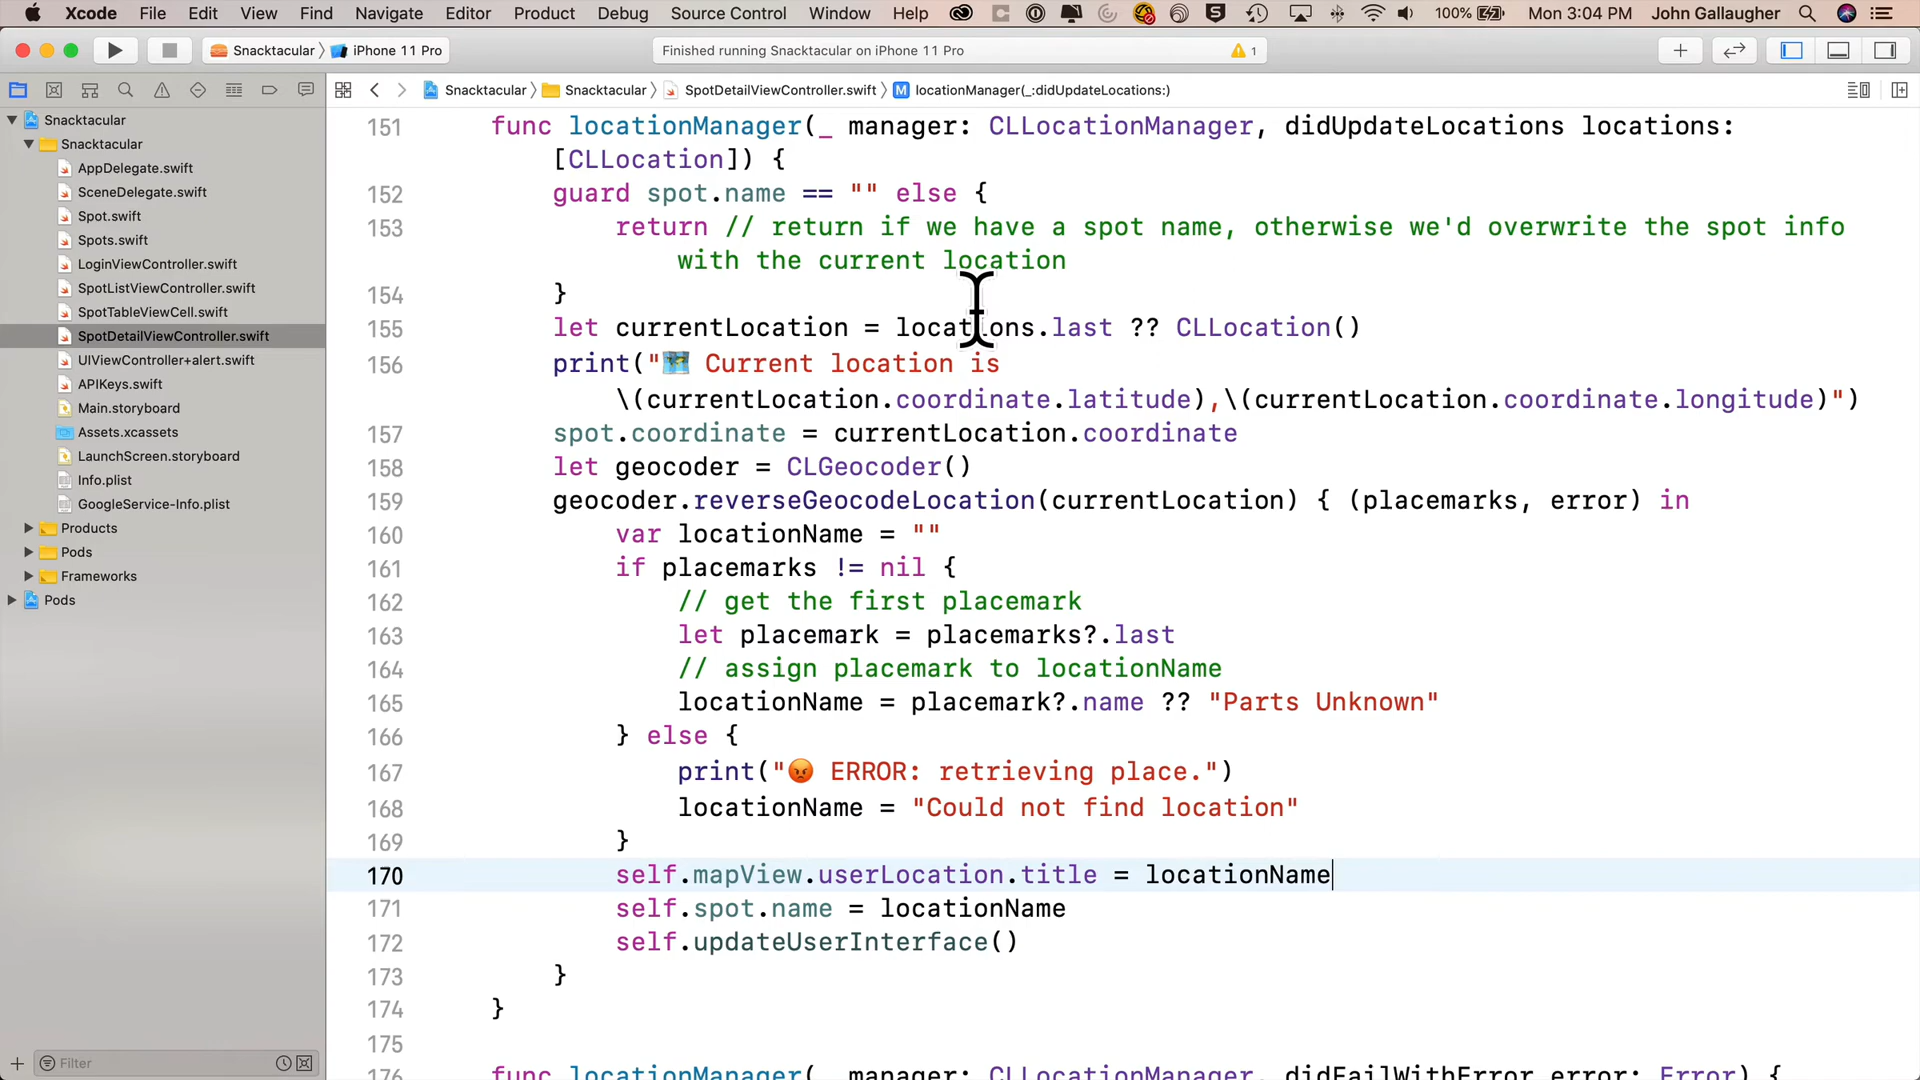 Xcode File Edit View Find Navigate Editor Product Debug Source Control Window Help 100% Mon 3:04 PM John Gallaugher
Snacktacular iPhone 11 Pro Finished running Snacktacular on iPhone 11 Pro 1
Snacktacular Snacktacular SpotDetailViewController.swift M locationManager(_:didUpdateLocations:)
Snacktacular
Snacktacular
AppDelegate.swift
SceneDelegate.swift
Spot.swift
Spots.swift
LoginViewController.swift
SpotListViewController.swift
SpotTableViewCell.swift
SpotDetailViewController.swift
UIViewController+alert.swift
APIKeys.swift
Main.storyboard
Assets.xcassets
LaunchScreen.storyboard
Info.plist
GoogleService-Info.plist
Products
Pods
Frameworks
Pods
Filter
151 func locationManager(_ manager: CLLocationManager, didUpdateLocations locations:
[CLLocation]) {
152 guard spot.name == "" else {
153 return // return if we have a spot name, otherwise we'd overwrite the spot info
with the current location
154 }
155 let currentLocation = locations.last ?? CLLocation()
156 print("🗺 Current location is
\(currentLocation.coordinate.latitude),\(currentLocation.coordinate.longitude)")
157 spot.coordinate = currentLocation.coordinate
158 let geocoder = CLGeocoder()
159 geocoder.reverseGeocodeLocation(currentLocation) { (placemarks, error) in
160 var locationName = ""
161 if placemarks != nil {
162 // get the first placemark
163 let placemark = placemarks?.last
164 // assign placemark to locationName
165 locationName = placemark?.name ?? "Parts Unknown"
166 } else {
167 print("😡 ERROR: retrieving place.")
168 locationName = "Could not find location"
169 }
170 self.mapView.userLocation.title = locationName
171 self.spot.name = locationName
172 self.updateUserInterface()
173 }
174 }
175
176 func locationManager(_ manager: CLLocationManager, didFailWithError error: Error) {